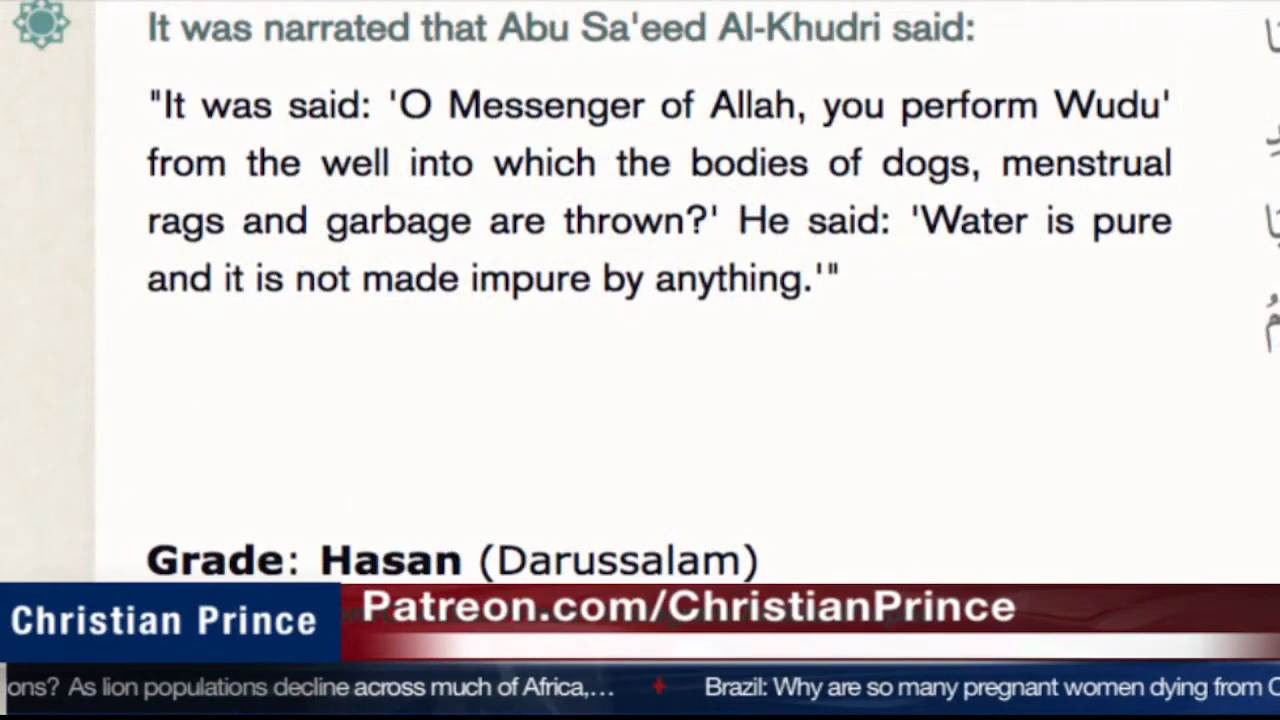 It was narrated that Abu Sa'eed Al-Khudri said:
"It was said: 'O Messenger of Allah, you perform Wudu'
from the well into which the bodies of dogs, menstrual
rags and garbage are thrown?' He said: 'Water is pure
and it is not made impure by anything.'"
Grade: Hasan (Darussalam)
Christian Prince
Patreon.com/ChristianPrince
ons? As lion populations decline across much of Africa,... Brazil: Why are so many pregnant women dying from